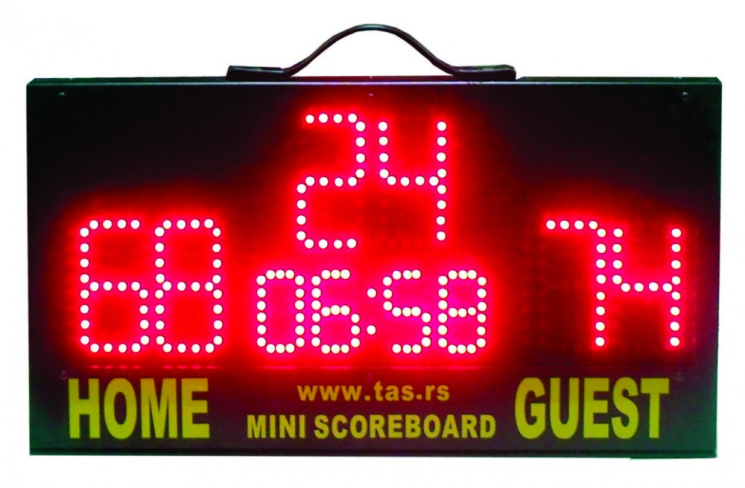 24
68 06:58 74
HOME www.tas.rs GUEST
MINI SCOREBOARD